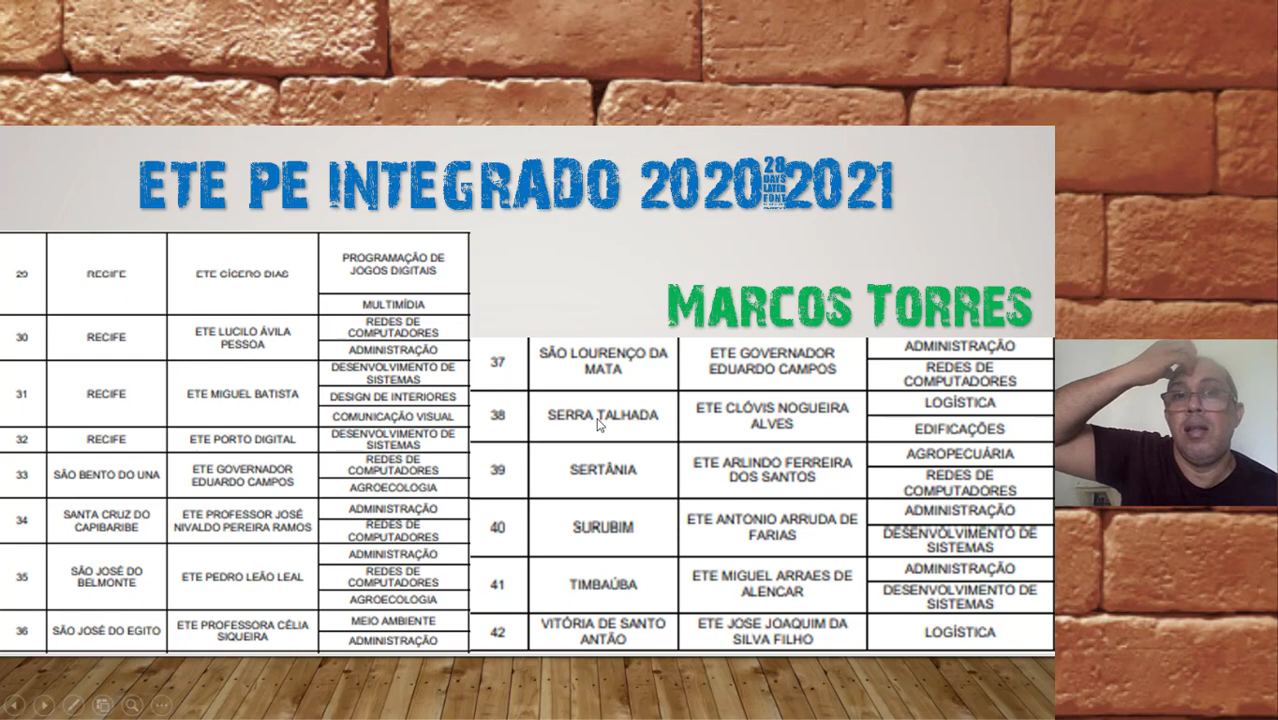 ETE PE INTEGRADO 2020 2021
28
DAYS
LATER
FONT
29 RECIFE ETE CÍCERO DIAS
PROGRAMAÇÃO DE
JOGOS DIGITAIS
MULTIMÍDIA
30 RECIFE
ETE LUCILO ÁVILA
PESSOA
REDES DE
COMPUTADORES
ADMINISTRAÇÃO
31 RECIFE ETE MIGUEL BATISTA
DESENVOLVIMENTO DE
SISTEMAS
DESIGN DE INTERIORES
COMUNICAÇÃO VISUAL
32 RECIFE ETE PORTO DIGITAL
DESENVOLVIMENTO DE
SISTEMAS
33 SÃO BENTO DO UNA
ETE GOVERNADOR
EDUARDO CAMPOS
REDES DE
COMPUTADORES
AGROECOLOGIA
34
SANTA CRUZ DO
CAPIBARIBE
ETE PROFESSOR JOSÉ
NIVALDO PEREIRA RAMOS
ADMINISTRAÇÃO
REDES DE
COMPUTADORES
35
SÃO JOSÉ DO
BELMONTE
ETE PEDRO LEÃO LEAL
ADMINISTRAÇÃO
REDES DE
COMPUTADORES
AGROECOLOGIA
36 SÃO JOSÉ DO EGITO
ETE PROFESSORA CÉLIA
SIQUEIRA
MEIO AMBIENTE
ADMINISTRAÇÃO
MARCOS TORRES
37
SÃO LOURENÇO DA
MATA
ETE GOVERNADOR
EDUARDO CAMPOS
ADMINISTRAÇÃO
REDES DE
COMPUTADORES
38 SERRA TALHADA
ETE CLÓVIS NOGUEIRA
ALVES
LOGÍSTICA
EDIFICAÇÕES
39 SERTÂNIA
ETE ARLINDO FERREIRA
DOS SANTOS
AGROPECUÁRIA
REDES DE
COMPUTADORES
40 SURUBIM
ETE ANTONIO ARRUDA DE
FARIAS
ADMINISTRAÇÃO
DESENVOLVIMENTO DE
SISTEMAS
41 TIMBAÚBA
ETE MIGUEL ARRAES DE
ALENCAR
ADMINISTRAÇÃO
DESENVOLVIMENTO DE
SISTEMAS
42
VITÓRIA DE SANTO
ANTÃO
ETE JOSE JOAQUIM DA
SILVA FILHO
LOGÍSTICA